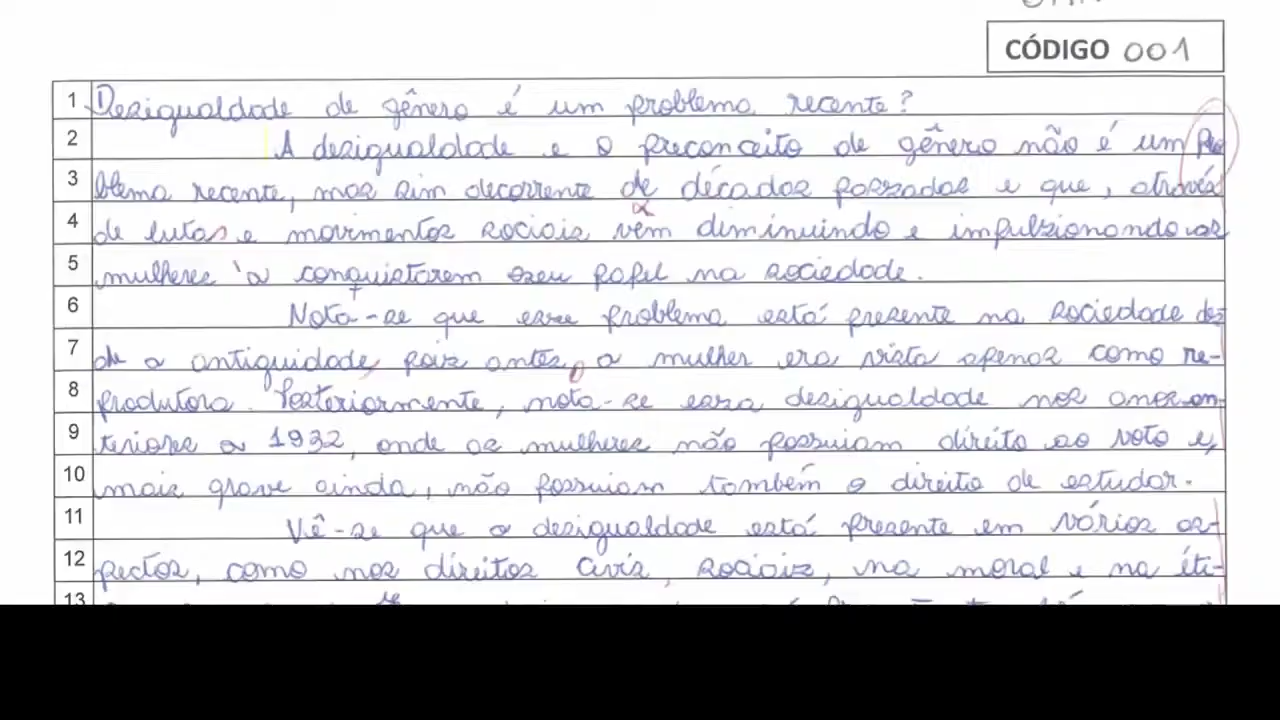 CÓDIGO 001
1 Desigualdade de gênero é um problema recente?
2 A desigualdade e o preconceito de gênero não é um pro
3 blema recente, mas sim decorrente de décadas passadas e que, através
4 de lutas e movimentos sociais vêm diminuindo e impulsionando as
5 mulheres à conquistarem o seu papel na sociedade.
6 Nota-se que esse problema está presente na sociedade des
7 de a antiguidade, pois antes, a mulher era vista apenas como re-
8 produtora. Posteriormente, nota-se essa desigualdade nos anos an-
9 teriores a 1932, onde as mulheres não possuiam direito ao voto e,
10 mais grave ainda, não possuiam também o direito de estudar.
11 Vê-se que a desigualdade está presente em vários as-
12 pectos, como nos direitos civis, sociais, na moral e na éti-
13